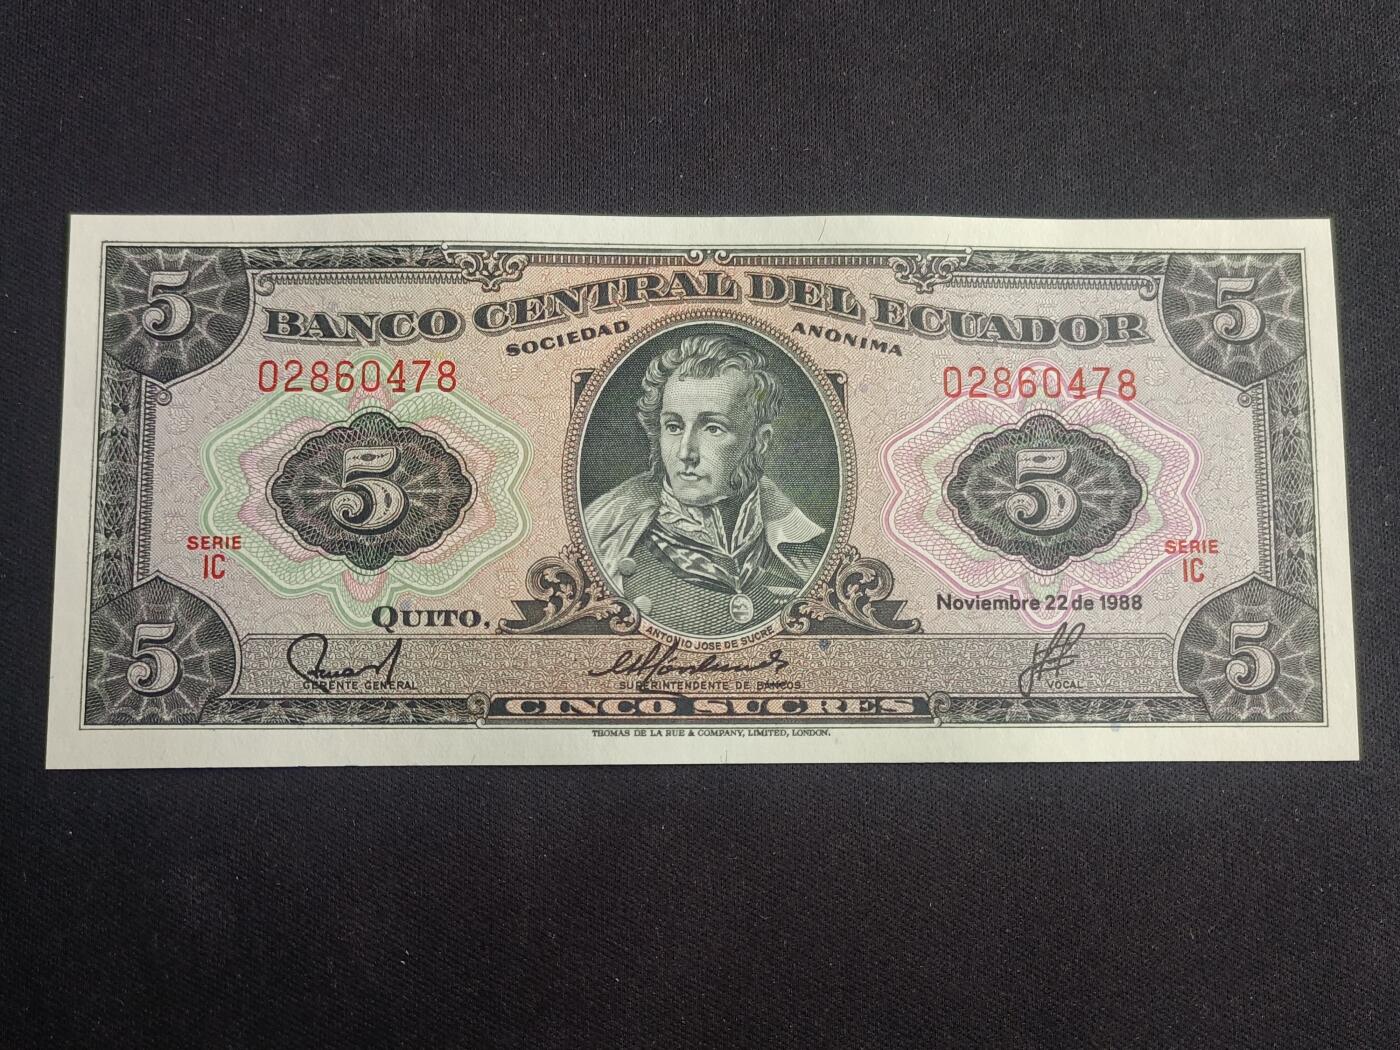 5 5
BANCO CENTRAL DEL ECUADOR
SOCIEDAD ANONIMA
02860478 02860478
5 5
SERIE
IC
SERIE
IC
QUITO,
Noviembre 22 de 1988
ANTONIO JOSE DE SUCRE
GERENTE GENERAL
SUPERINTENDENTE DE BANCOS
VOCAL
5 5
CINCO SUCRES
THOMAS DE LA RUE & COMPANY, LIMITED, LONDON.